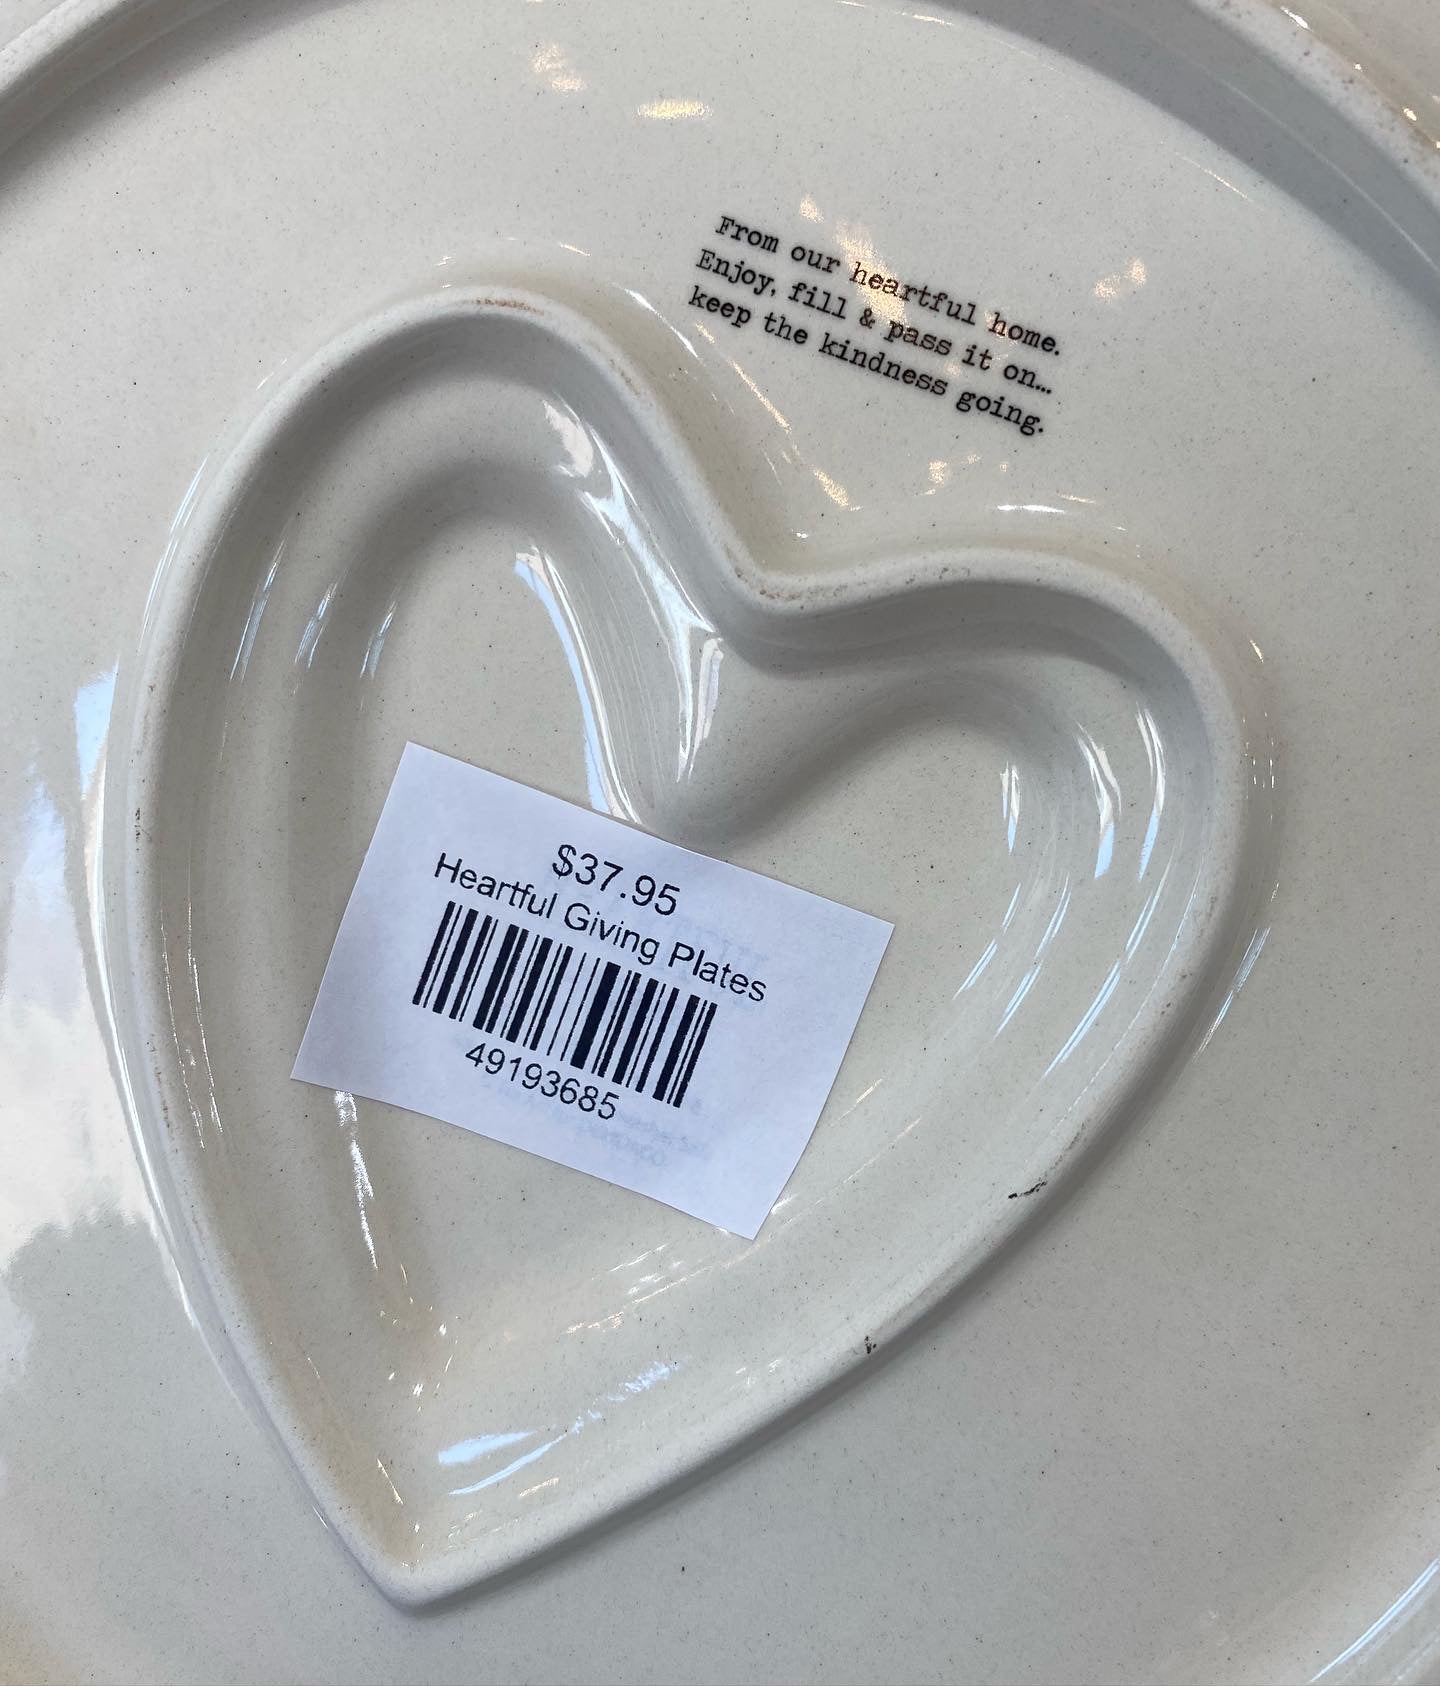 From our heartful home.
Enjoy, fill & pass it on...
keep the kindness going.
$37.95
Heartful Giving Plates
49193685